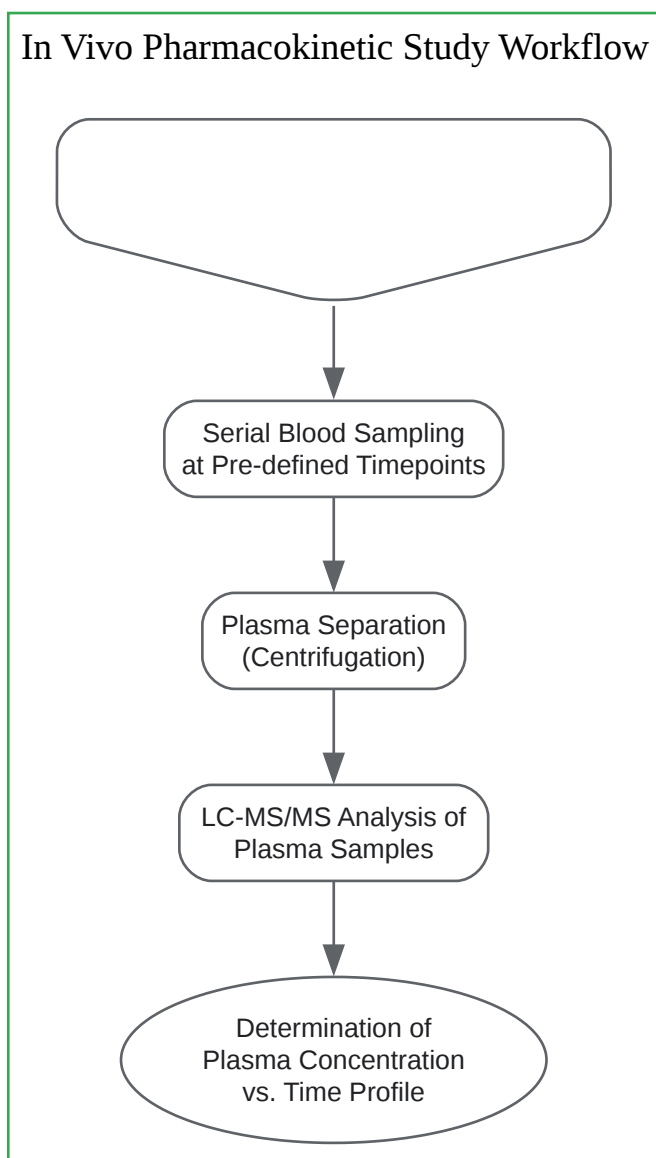 In Vivo Pharmacokinetic Study Workflow
Serial Blood Sampling
at Pre-defined Timepoints
Plasma Separation
(Centrifugation)
LC-MS/MS Analysis of
Plasma Samples
Determination of
Plasma Concentration
vs. Time Profile